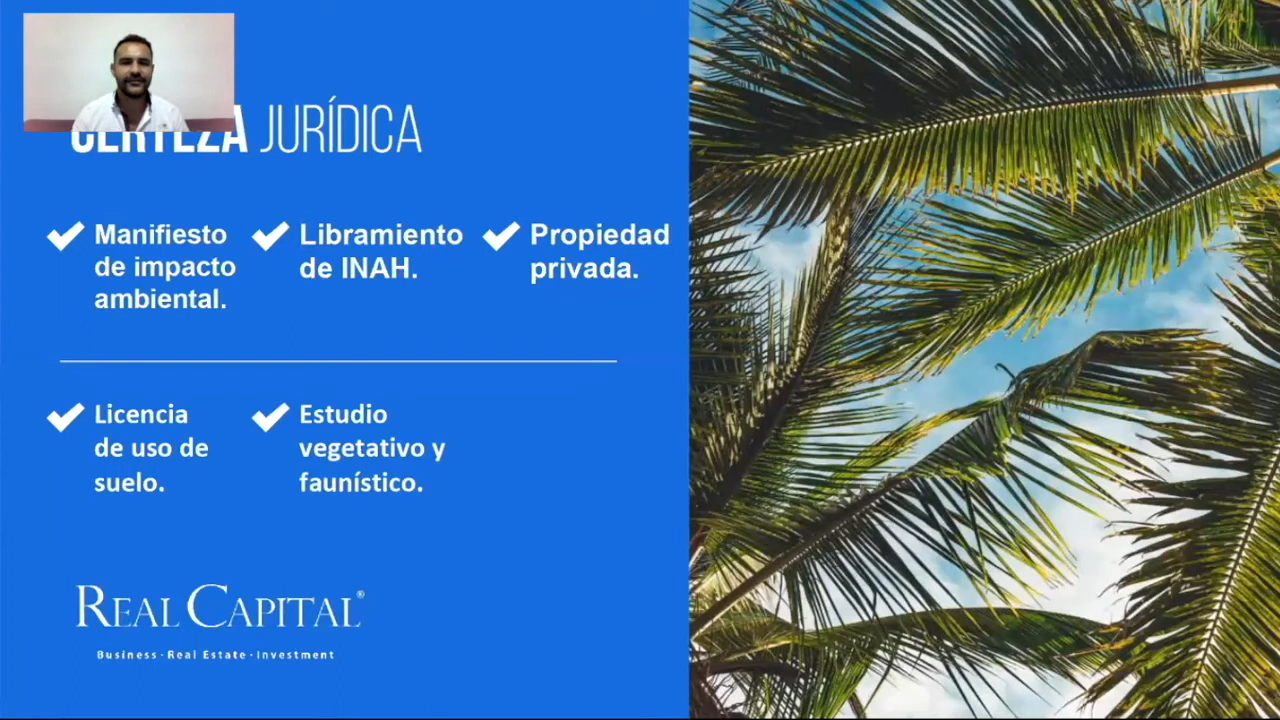 CERTEZA JURÍDICA
Manifiesto
de impacto
ambiental.
Libramiento
de INAH.
Propiedad
privada.
Licencia
de uso de
suelo.
Estudio
vegetativo y
faunístico.
REAL CAPITAL®
Business · Real Estate · Investment